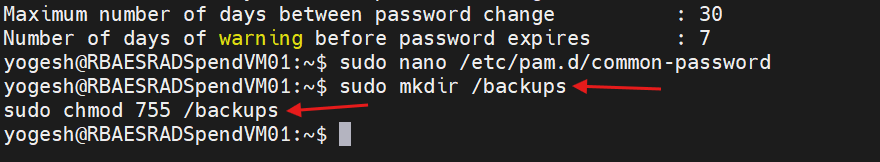 Maximum number of days between password change          : 30
Number of days of warning before password expires       : 7
yogesh@RBAESRADSpendVM01:~$ sudo nano /etc/pam.d/common-password
yogesh@RBAESRADSpendVM01:~$ sudo mkdir /backups
sudo chmod 755 /backups
yogesh@RBAESRADSpendVM01:~$